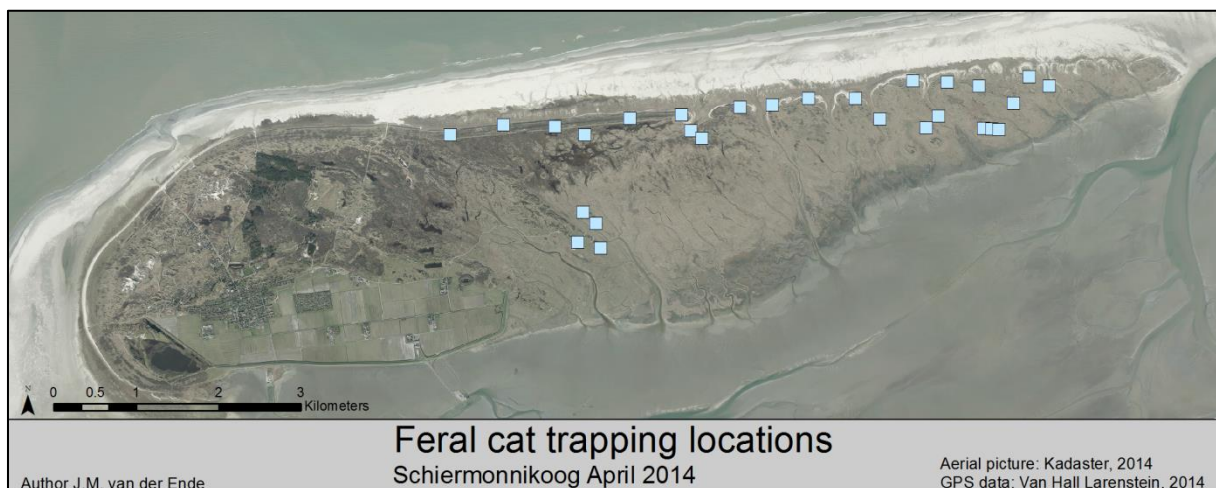 N
0 0.5 1 2 3
Kilometers
Feral cat trapping locations
Schiermonnikoog April 2014
Author J.M. van der Ende
Aerial picture: Kadaster, 2014
GPS data: Van Hall Larenstein, 2014